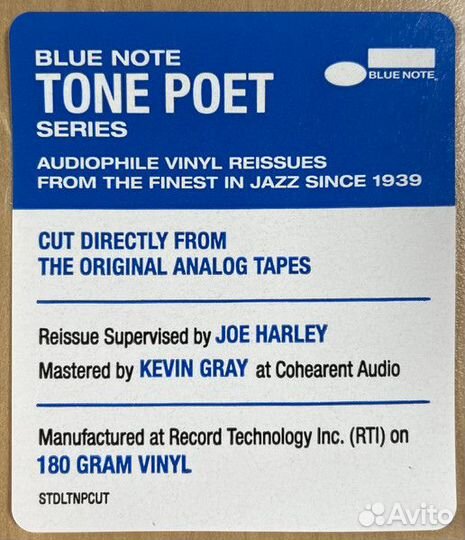 BLUE NOTE
TONE POET
SERIES
BLUE NOTE
AUDIOPHILE VINYL REISSUES
FROM THE FINEST IN JAZZ SINCE 1939
CUT DIRECTLY FROM
THE ORIGINAL ANALOG TAPES
Reissue Supervised by JOE HARLEY
Mastered by KEVIN GRAY at Cohearent Audio
Manufactured at Record Technology Inc. (RTI) on
180 GRAM VINYL
STDLTNPCUT
Avito